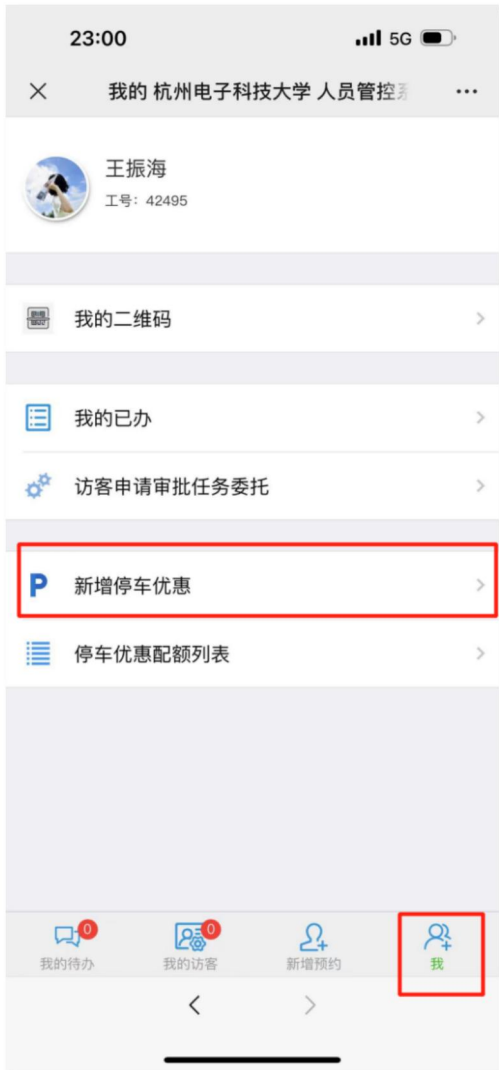 23:00
5G
我的 杭州电子科技大学 人员管控
王振海
工号: 42495
我的二维码
我的已办
访客申请审批任务委托
P 新增停车优惠
停车优惠配额列表
0
0
我的待办
我的访客
新增预约
我